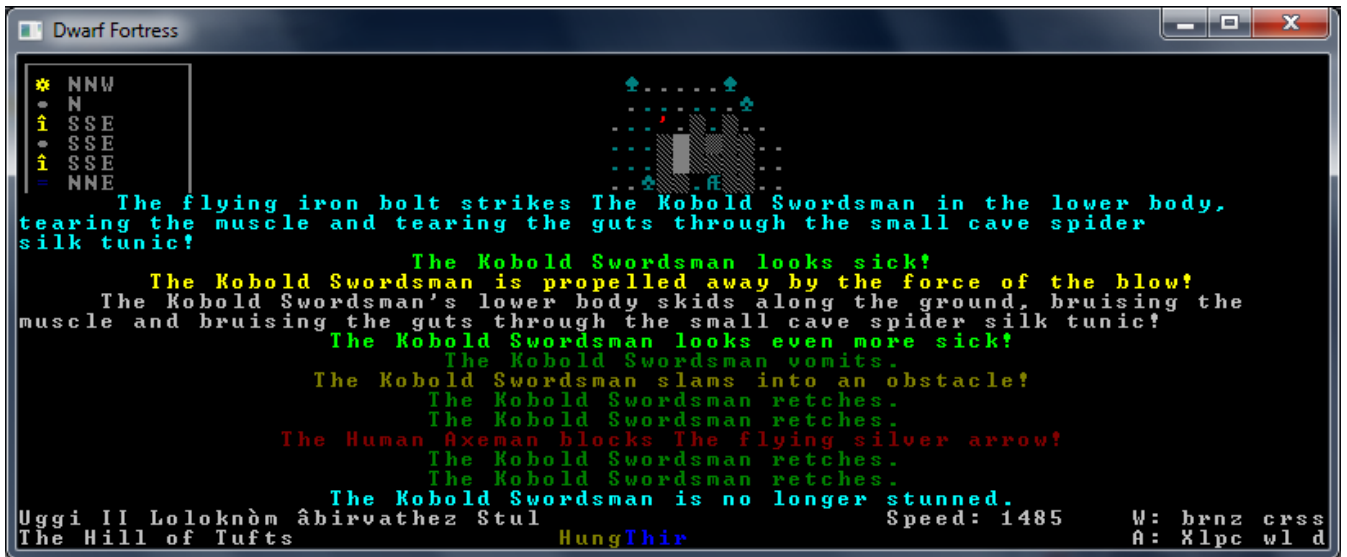 Dwarf Fortress
☼ NNW
• N
î SSE
• SSE
î SSE
= NNE
The flying iron bolt strikes The Kobold Swordsman in the lower body,
tearing the muscle and tearing the guts through the small cave spider
silk tunic!
The Kobold Swordsman looks sick!
The Kobold Swordsman is propelled away by the force of the blow!
The Kobold Swordsman's lower body skids along the ground, bruising the
muscle and bruising the guts through the small cave spider silk tunic!
The Kobold Swordsman looks even more sick!
The Kobold Swordsman vomits.
The Kobold Swordsman slams into an obstacle!
The Kobold Swordsman retches.
The Kobold Swordsman retches.
The Human Axeman blocks The flying silver arrow!
The Kobold Swordsman retches.
The Kobold Swordsman retches.
The Kobold Swordsman is no longer stunned.
Uggi II Loloknòm âbirvathez Stul Speed: 1485 W: brnz crss
The Hill of Tufts HungThir A: Xlpc wl d